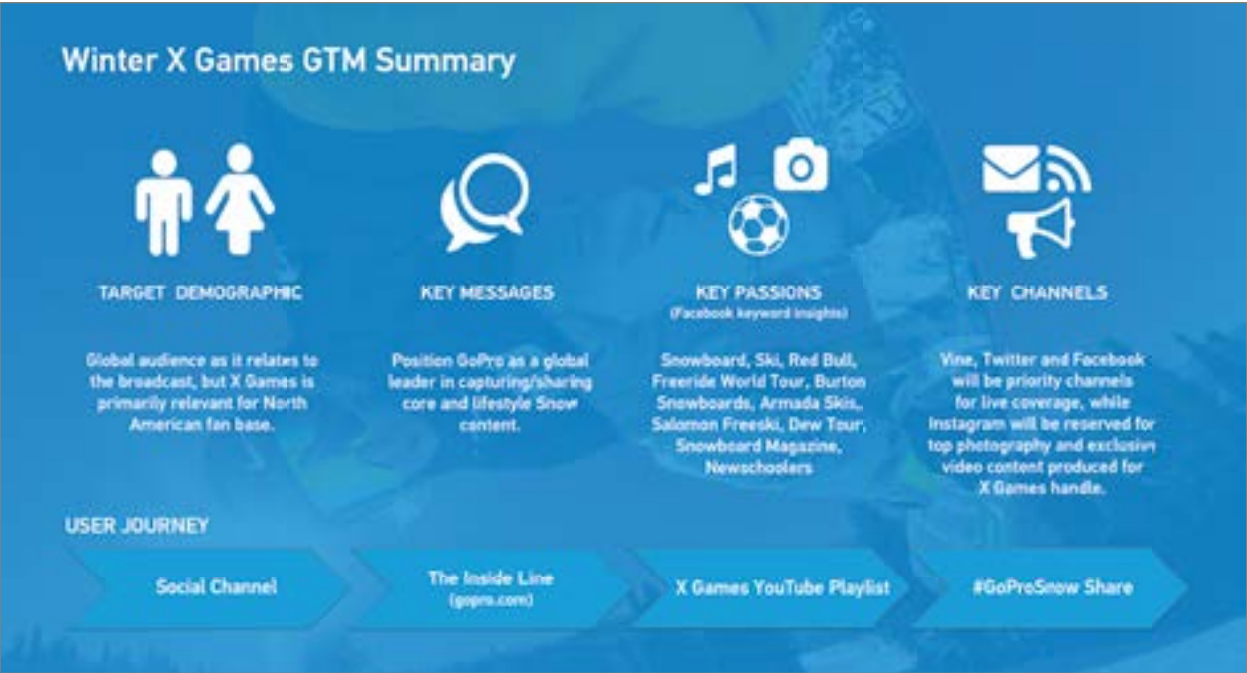 Winter X Games GTM Summary
TARGET DEMOGRAPHIC
Global audience as it relates to
the broadcast, but X Games is
primarily relevant for North
American fan base.
KEY MESSAGES
Position GoPro as a global
leader in capturing/sharing
core and lifestyle Snow
content.
KEY PASSIONS
(Facebook keyword insights)
Snowboard, Ski, Red Bull,
Freeride World Tour, Burton
Snowboards, Armada Skis,
Salomon Freeski, Dew Tour,
Snowboard Magazine,
Newschoolers
KEY CHANNELS
Vine, Twitter and Facebook
will be priority channels
for live coverage, while
Instagram will be reserved for
top photography and exclusive
video content produced for
X Games handle.
USER JOURNEY
Social Channel
The Inside Line
(gopro.com)
X Games YouTube Playlist
#GoProSnow Share